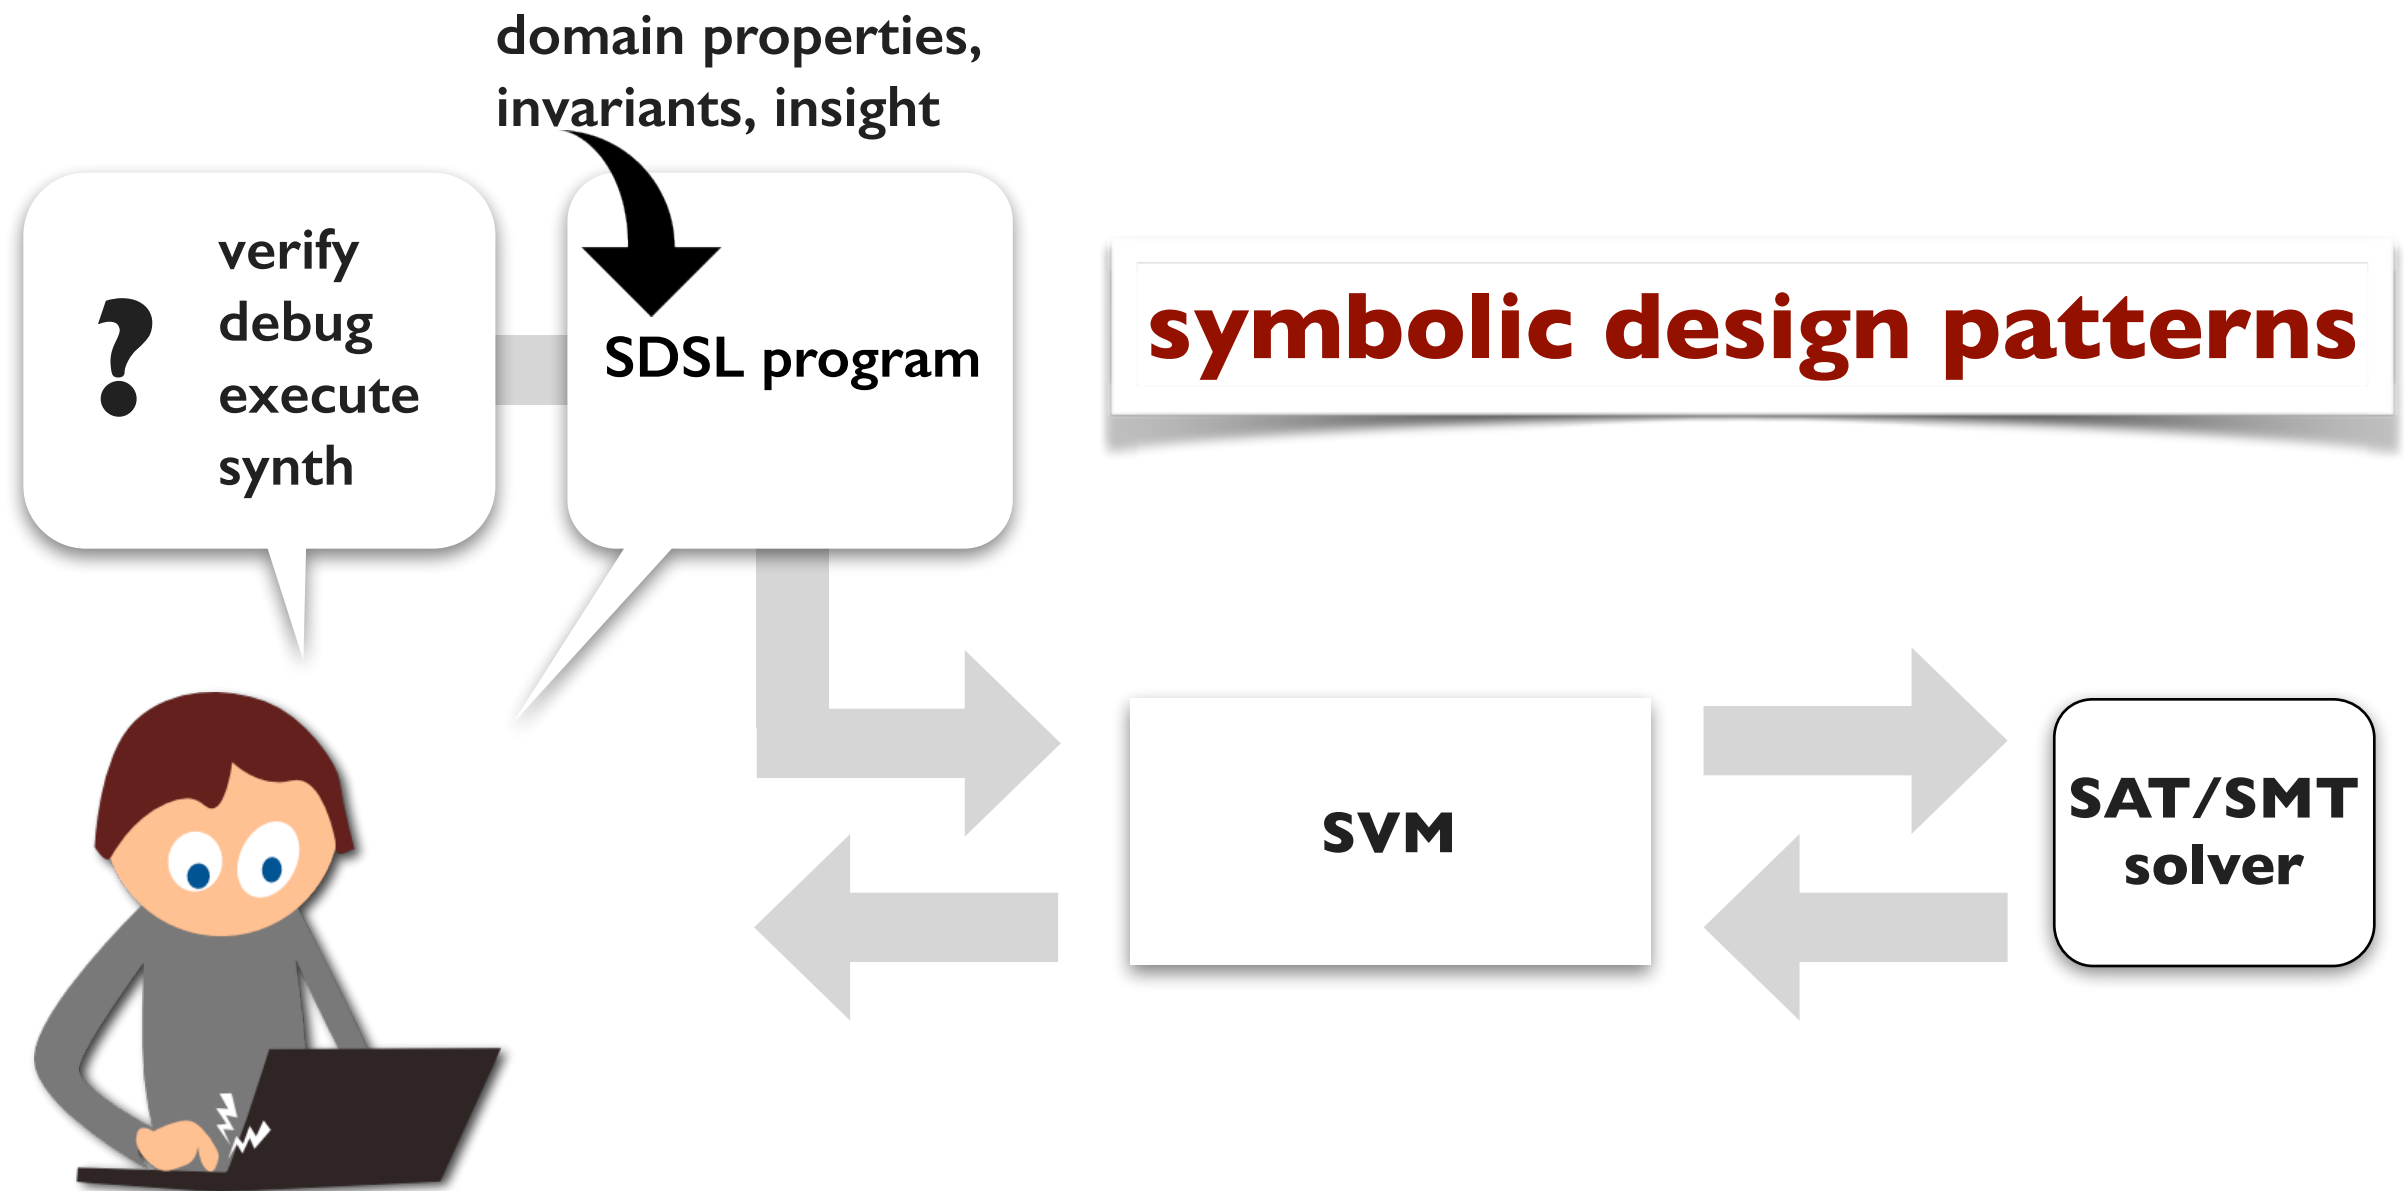 domain properties,
invariants, insight
?
verify
debug
execute
synth
SDSL program
symbolic design patterns
SVM
SAT/SMT
solver